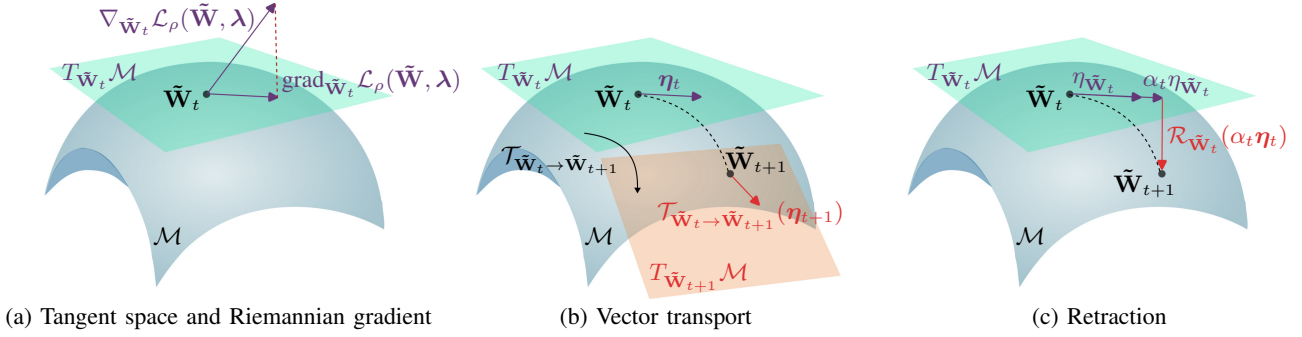 ∇_{W̃_t} ℒ_ρ(W̃, λ)
T_{W̃_t} ℳ
grad_{W̃_t} ℒ_ρ(W̃, λ)
W̃_t
ℳ
(a) Tangent space and Riemannian gradient
T_{W̃_t} ℳ
η_t
W̃_t
𝒯_{W̃_t→W̃_{t+1}}
W̃_{t+1}
𝒯_{W̃_t→W̃_{t+1}}(η_{t+1})
ℳ
T_{W̃_{t+1}} ℳ
(b) Vector transport
T_{W̃_t} ℳ
η_{W̃_t}
α_t η_{W̃_t}
W̃_t
ℛ_{W̃_t}(α_t η_t)
W̃_{t+1}
ℳ
(c) Retraction